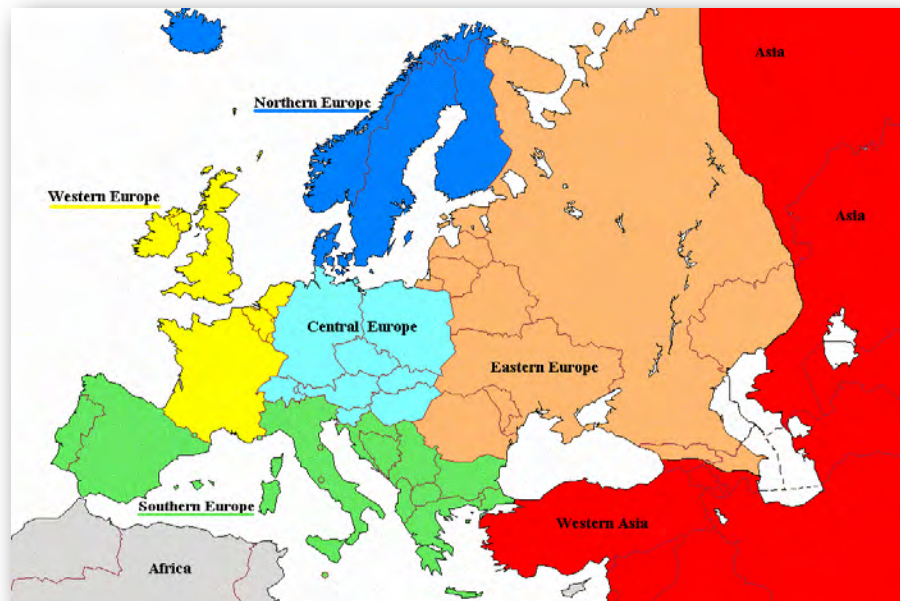 Asia
Northern Europe
Western Europe
Asia
Central Europe
Eastern Europe
Southern Europe
Western Asia
Africa